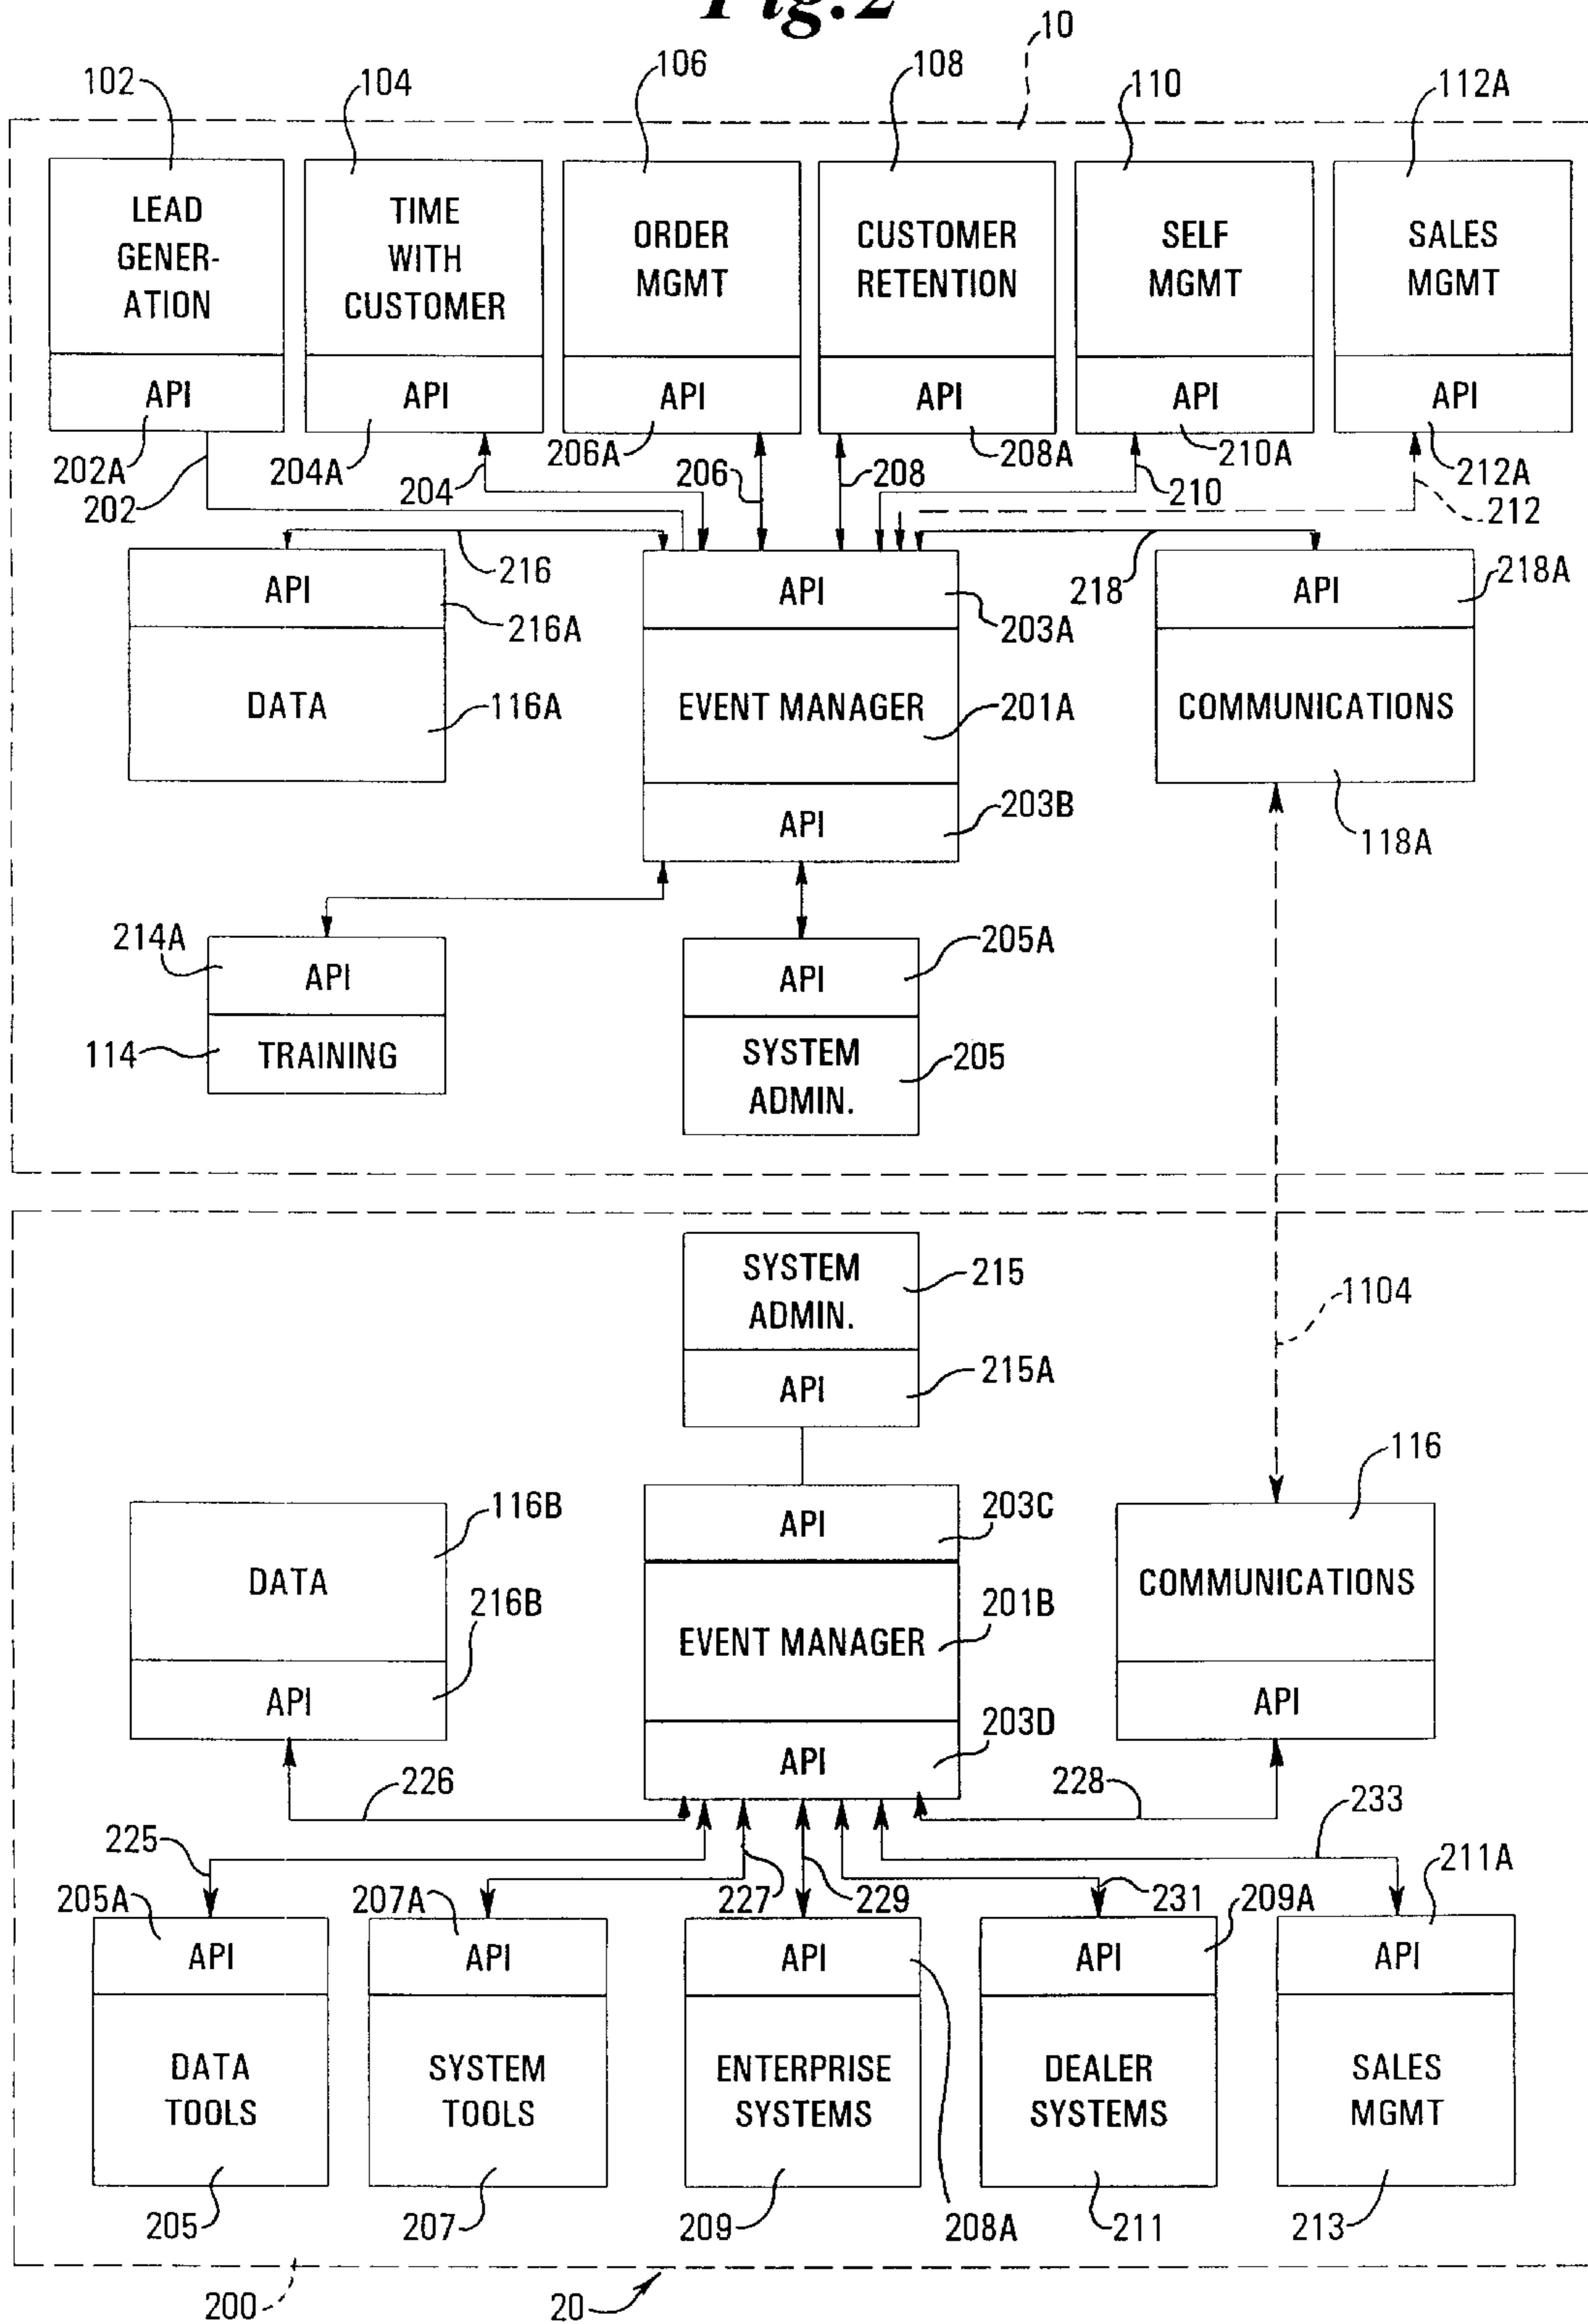 Fig.2
10
102
104
106
108
110
112A
LEAD
GENER-
ATION
TIME
WITH
CUSTOMER
ORDER
MGMT
CUSTOMER
RETENTION
SELF
MGMT
SALES
MGMT
API
API
API
API
API
API
202A
202
204A
204
206A
206
208
208A
210
210A
212A
212
216
218
API
216A
DATA
116A
API
203A
EVENT MANAGER
201A
API
203B
API
218A
COMMUNICATIONS
118A
214A
API
114
TRAINING
API
205A
SYSTEM
ADMIN.
205
SYSTEM
ADMIN.
215
API
215A
1104
116B
DATA
216B
API
API
203C
EVENT MANAGER
201B
API
203D
116
COMMUNICATIONS
API
226
228
233
225
227
229
231
205A
207A
209A
211A
API
API
API
API
API
DATA
TOOLS
SYSTEM
TOOLS
ENTERPRISE
SYSTEMS
DEALER
SYSTEMS
SALES
MGMT
205
207
209
208A
211
213
200
20